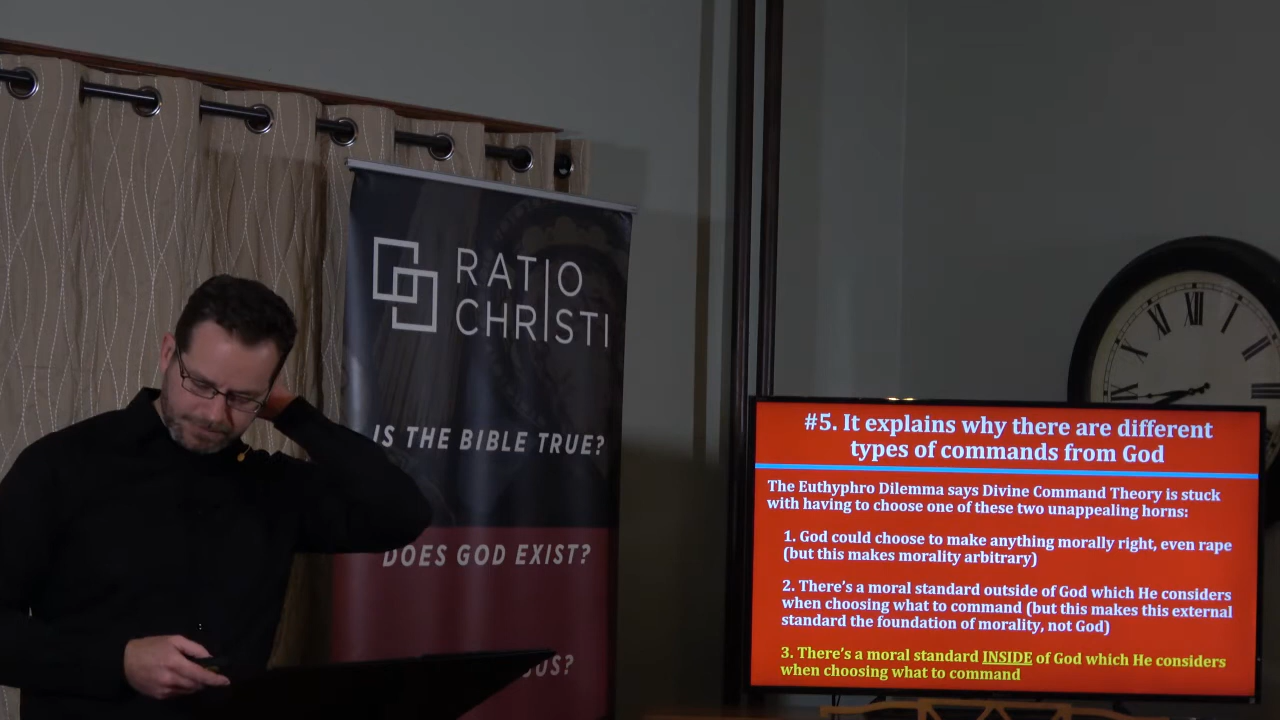 RATIO
CHRISTI
IS THE BIBLE TRUE?
DOES GOD EXIST?
#5. It explains why there are different
types of commands from God
The Euthyphro Dilemma says Divine Command Theory is stuck
with having to choose one of these two unappealing horns:
1. God could choose to make anything morally right, even rape
(but this makes morality arbitrary)
2. There's a moral standard outside of God which He considers
when choosing what to command (but this makes this external
standard the foundation of morality, not God)
3. There's a moral standard INSIDE of God which He considers
when choosing what to command